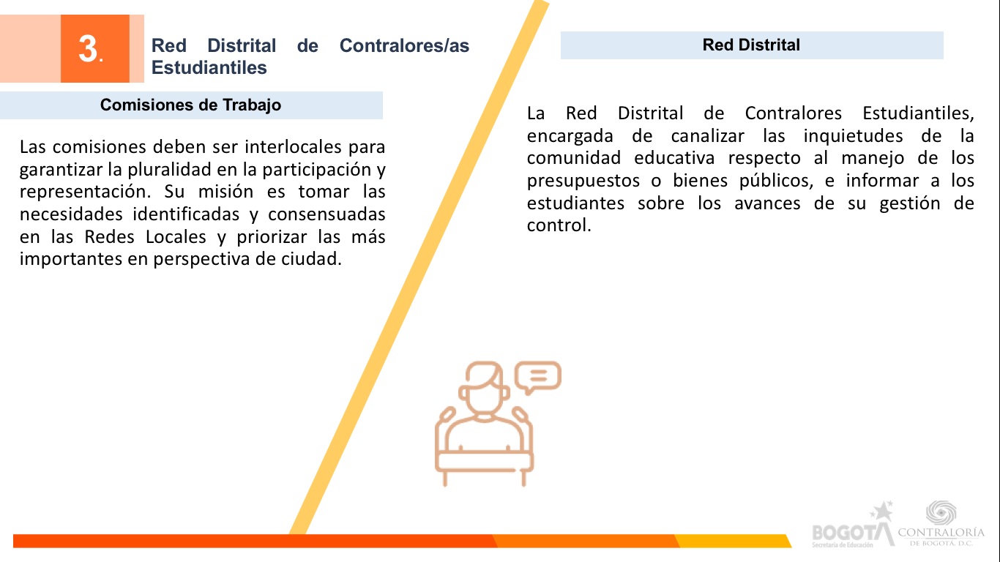 3. .
Red Distrital de Contralores/as
Estudiantiles
Comisiones de Trabajo
Las comisiones deben ser interlocales para
garantizar la pluralidad en la participación y
representación. Su misión es tomar las
necesidades identificadas y consensuadas
en las Redes Locales y priorizar las más
importantes en perspectiva de ciudad.
Red Distrital
La Red Distrital de Contralores Estudiantiles,
encargada de canalizar las inquietudes de la
comunidad educativa respecto al manejo de los
presupuestos o bienes públicos, e informar a los
estudiantes sobre los avances de su gestión de
control.
BOGOTÁ
Secretaría de Educación
CONTRALORÍA
DE BOGOTÁ, D.C.